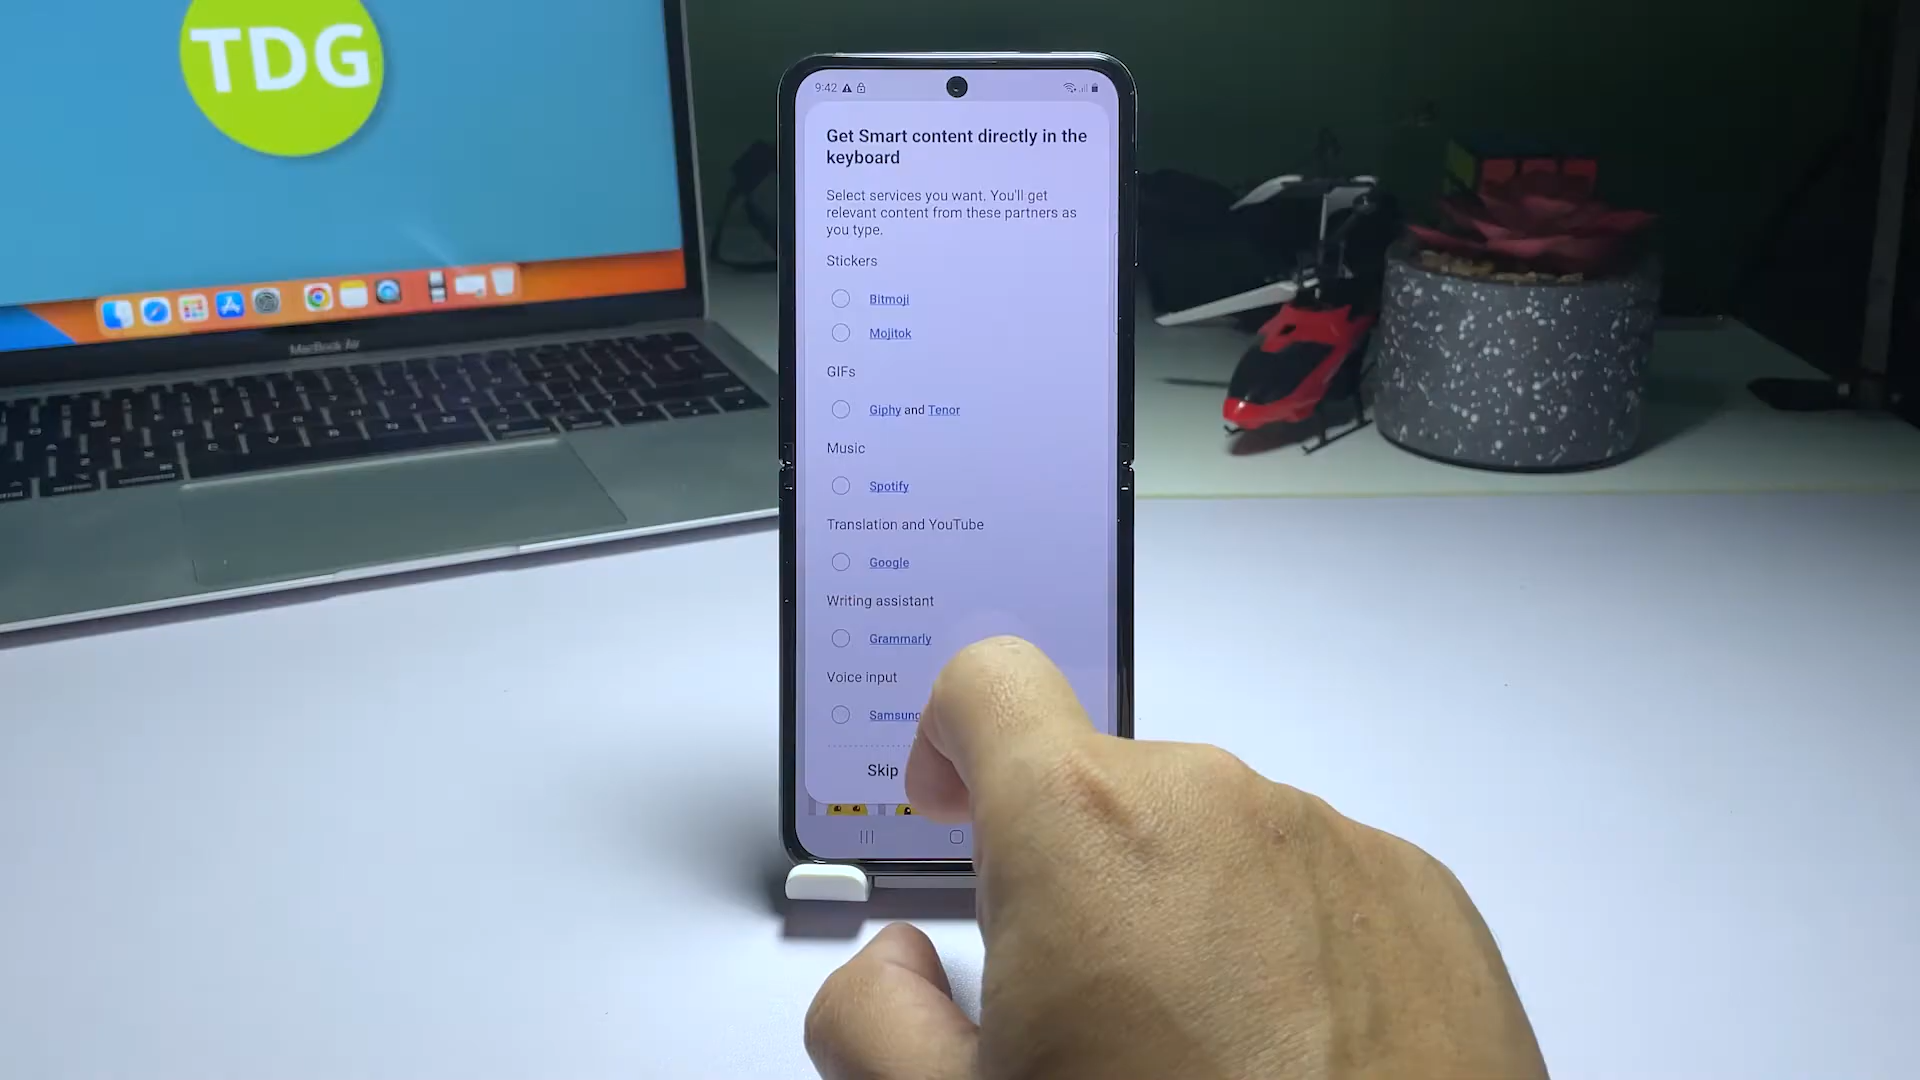 TDG
MacBook Air
9:42
Get Smart content directly in the
keyboard
Select services you want. You'll get
relevant content from these partners as
you type.
Stickers
Bitmoji
Mojitok
GIFs
Giphy and Tenor
Music
Spotify
Translation and YouTube
Google
Writing assistant
Grammarly
Voice input
Samsung
Skip